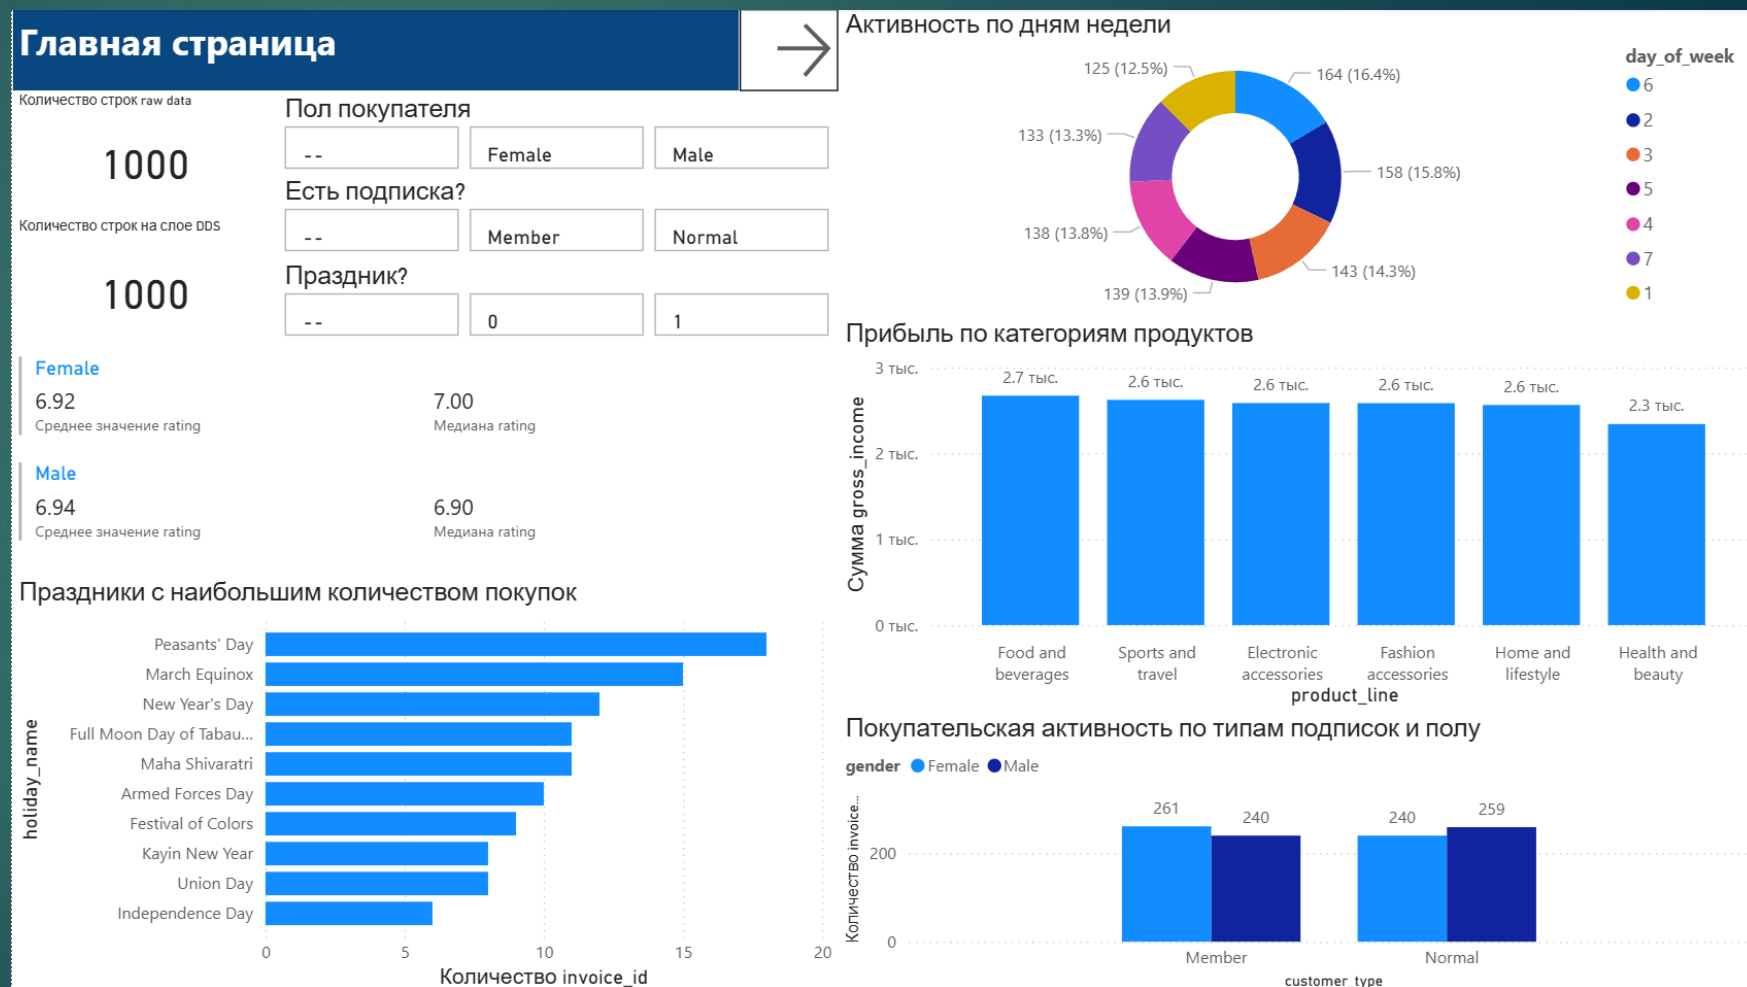 Главная страница
Количество строк raw data
1000
Количество строк на слое DDS
1000
Пол покупателя
--
Female
Male
Есть подписка?
--
Member
Normal
Праздник?
--
0
1
Female
6.92
Среднее значение rating
7.00
Медиана rating
Male
6.94
Среднее значение rating
6.90
Медиана rating
Праздники с наибольшим количеством покупок
holiday_name
Peasants' Day
March Equinox
New Year's Day
Full Moon Day of Tabau...
Maha Shivaratri
Armed Forces Day
Festival of Colors
Kayin New Year
Union Day
Independence Day
0
5
10
15
20
Количество invoice_id
Активность по дням недели
125 (12.5%)
164 (16.4%)
133 (13.3%)
158 (15.8%)
138 (13.8%)
143 (14.3%)
139 (13.9%)
day_of_week
6
2
3
5
4
7
1
Прибыль по категориям продуктов
Сумма gross_income
3 тыс.
2 тыс.
1 тыс.
0 тыс.
2.7 тыс.
2.6 тыс.
2.6 тыс.
2.6 тыс.
2.6 тыс.
2.3 тыс.
Food and
beverages
Sports and
travel
Electronic
accessories
Fashion
accessories
Home and
lifestyle
Health and
beauty
product_line
Покупательская активность по типам подписок и полу
gender Female Male
Количество invoice...
200
0
261
240
240
259
Member
Normal
customer_type